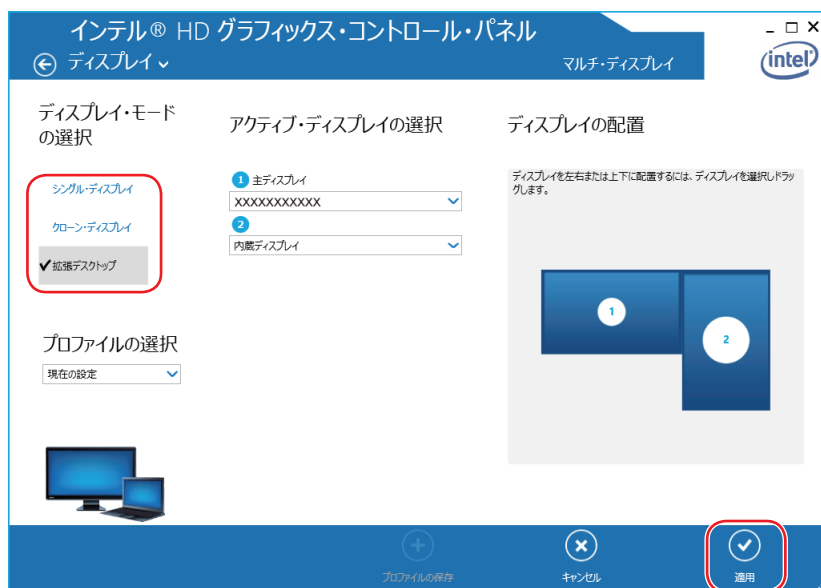 インテル® HD グラフィックス・コントロール・パネル
ディスプレイ
マルチ・ディスプレイ
intel
ディスプレイ・モード
の選択
シングル・ディスプレイ
クローン・ディスプレイ
拡張デスクトップ
プロファイルの選択
現在の設定
アクティブ・ディスプレイの選択
1 主ディスプレイ
XXXXXXXXXXX
2
内蔵ディスプレイ
ディスプレイの配置
ディスプレイを左右または上下に配置するには、ディスプレイを選択しドラッ
グします。
1
2
プロファイルの保存
キャンセル
適用